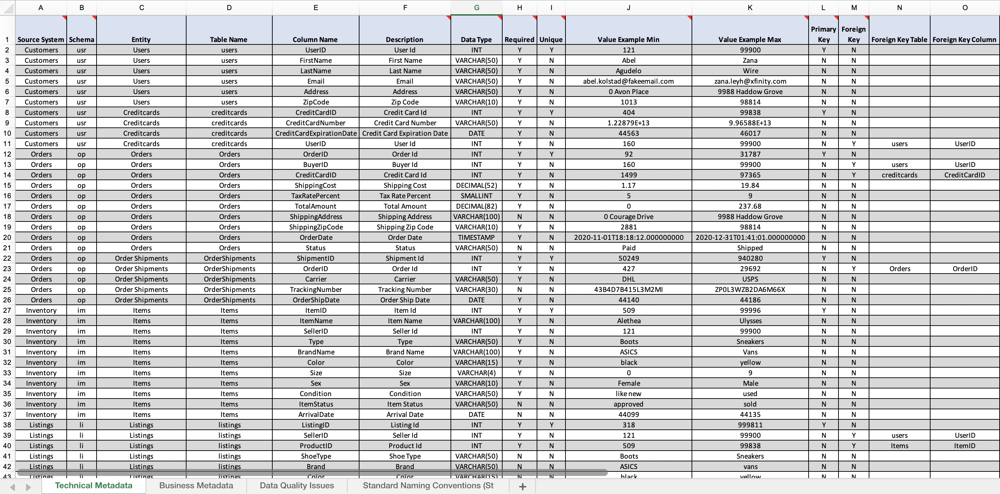 A B C D E F G H I J K L M N O
1 Source System Schema Entity Table Name Column Name Description Data Type Required Unique Value Example Min Value Example Max Primary Key Foreign Key Foreign Key Table Foreign Key Column
2 Customers usr Users users UserID User Id INT Y Y 121 99900 Y N
3 Customers usr Users users FirstName First Name VARCHAR(50) Y N Abel Zana N N
4 Customers usr Users users LastName Last Name VARCHAR(50) Y N Agudelo Wire N N
5 Customers usr Users users Email Email VARCHAR(50) Y N abel.kolstad@fakeemail.com zana.leyh@xfinity.com N N
6 Customers usr Users users Address Address VARCHAR(50) Y N 0 Avon Place 9988 Haddow Grove N N
7 Customers usr Users users ZipCode Zip Code VARCHAR(10) Y N 1013 98814 N N
8 Customers usr Creditcards creditcards CreditCardID Credit Card Id INT Y Y 404 99838 Y N
9 Customers usr Creditcards creditcards CreditCardNumber Credit Card Number VARCHAR(50) Y N 1.22879E+13 9.96588E+13 N N
10 Customers usr Creditcards creditcards CreditCardExpirationDate Credit Card Expiration Date DATE Y N 44563 46017 N N
11 Customers usr Creditcards creditcards UserID User Id INT Y N 160 99900 N Y users UserID
12 Orders op Orders Orders OrderID Order Id INT Y Y 92 31787 Y N
13 Orders op Orders Orders BuyerID Buyer Id INT Y N 160 99900 N Y users UserID
14 Orders op Orders Orders CreditCardID Credit Card Id INT Y N 1499 97365 N Y creditcards CreditCardID
15 Orders op Orders Orders ShippingCost Shipping Cost DECIMAL(52) Y N 1.17 19.84 N N
16 Orders op Orders Orders TaxRatePercent Tax Rate Percent SMALLINT Y N 5 9 N N
17 Orders op Orders Orders TotalAmount Total Amount DECIMAL(82) Y N 0 237.68 N N
18 Orders op Orders Orders ShippingAddress Shipping Address VARCHAR(100) N N 0 Courage Drive 9988 Haddow Grove N N
19 Orders op Orders Orders ShippingZipCode Shipping Zip Code VARCHAR(10) Y N 2881 98814 N N
20 Orders op Orders Orders OrderDate Order Date TIMESTAMP Y N 2020-11-01T18:18:12.000000000 2020-12-31T01:41:01.000000000 N N
21 Orders op Orders Orders Status Status VARCHAR(50) N N Paid Shipped N N
22 Orders op Order Shipments OrderShipments ShipmentID Shipment Id INT Y Y 50249 940280 Y N
23 Orders op Order Shipments OrderShipments OrderID Order Id INT Y N 427 29692 N Y Orders OrderID
24 Orders op Order Shipments OrderShipments Carrier Carrier VARCHAR(50) Y N DHL USPS N N
25 Orders op Order Shipments OrderShipments TrackingNumber Tracking Number VARCHAR(30) N N 43B4D7B415L3M2MI ZP0L3WZB2DA6M66X N N
26 Orders op Order Shipments OrderShipments OrderShipDate Order Ship Date DATE Y N 44140 44186 N N
27 Inventory im Items Items ItemID Item Id INT Y Y 509 99996 Y N
28 Inventory im Items Items ItemName Item Name VARCHAR(100) Y N Alethea Ulysses N N
29 Inventory im Items Items SellerID Seller Id INT Y N 121 99900 N N
30 Inventory im Items Items Type Type VARCHAR(50) Y N Boots Sneakers N N
31 Inventory im Items Items BrandName Brand Name VARCHAR(100) Y N ASICS Vans N N
32 Inventory im Items Items Color Color VARCHAR(15) Y N black yellow N N
33 Inventory im Items Items Size Size VARCHAR(4) Y N 0 9 N N
34 Inventory im Items Items Sex Sex VARCHAR(10) Y N Female Male N N
35 Inventory im Items Items Condition Condition VARCHAR(50) Y N like new used N N
36 Inventory im Items Items ItemStatus Item Status VARCHAR(50) N N approved sold N N
37 Inventory im Items Items ArrivalDate Arrival Date DATE N N 44099 44135 N N
38 Listings li Listings listings ListingID Listing Id INT Y Y 318 999811 Y N
39 Listings li Listings listings SellerID Seller Id INT Y N 121 99900 N Y users UserID
40 Listings li Listings listings ProductID Product Id INT Y N 509 99838 N Y Items ItemID
41 Listings li Listings listings ShoeType Shoe Type VARCHAR(50) N N Boots Sneakers N N
42 Listings li Listings listings Brand Brand VARCHAR(50) N N ASICS vans N N
43 Listings li Listings listings Color Color VARCHAR(15) N N black yellow N N
Technical Metadata Business Metadata Data Quality Issues Standard Naming Conventions (St +